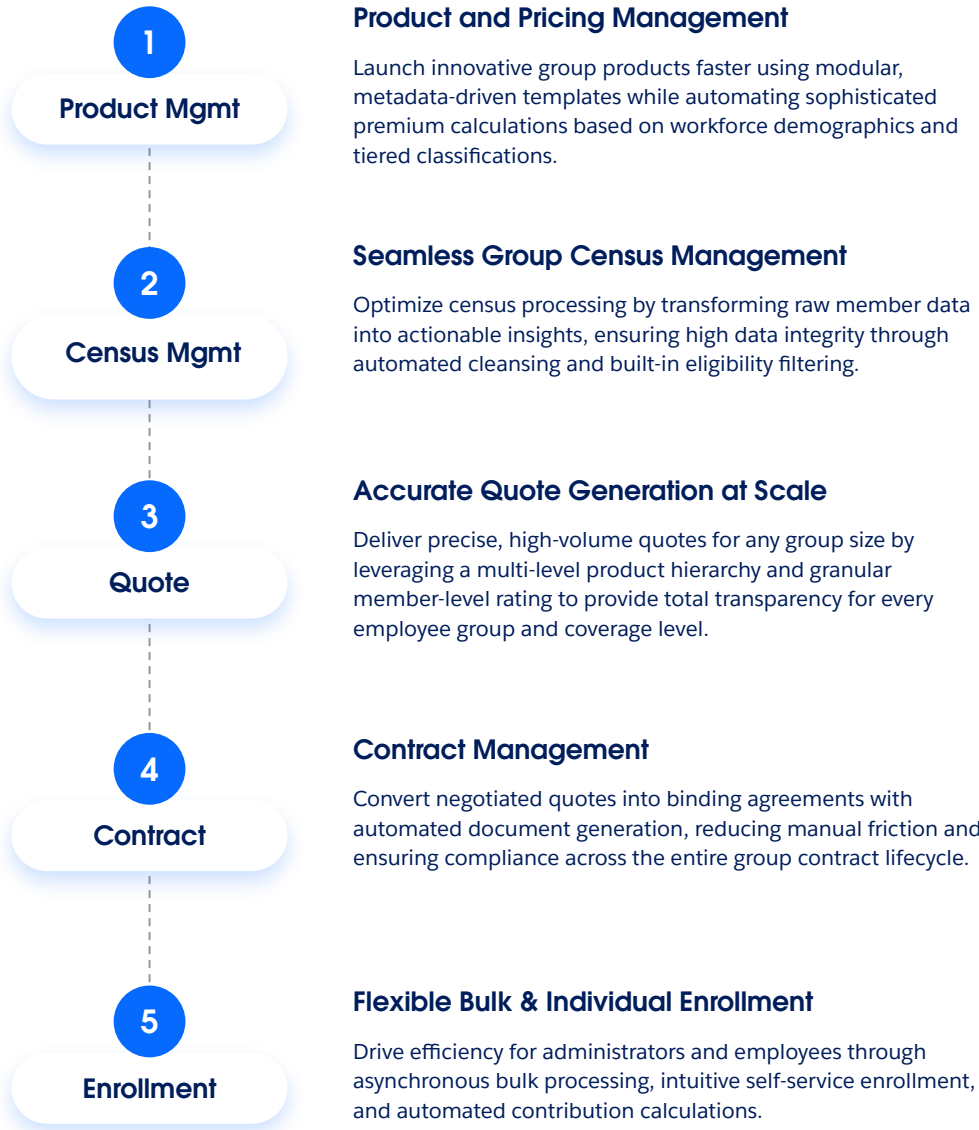 1
Product Mgmt
Product and Pricing Management
Launch innovative group products faster using modular,
metadata-driven templates while automating sophisticated
premium calculations based on workforce demographics and
tiered classifications.
2
Census Mgmt
Seamless Group Census Management
Optimize census processing by transforming raw member data
into actionable insights, ensuring high data integrity through
automated cleansing and built-in eligibility filtering.
3
Quote
Accurate Quote Generation at Scale
Deliver precise, high-volume quotes for any group size by
leveraging a multi-level product hierarchy and granular
member-level rating to provide total transparency for every
employee group and coverage level.
4
Contract
Contract Management
Convert negotiated quotes into binding agreements with
automated document generation, reducing manual friction and
ensuring compliance across the entire group contract lifecycle.
5
Enrollment
Flexible Bulk & Individual Enrollment
Drive efficiency for administrators and employees through
asynchronous bulk processing, intuitive self-service enrollment,
and automated contribution calculations.